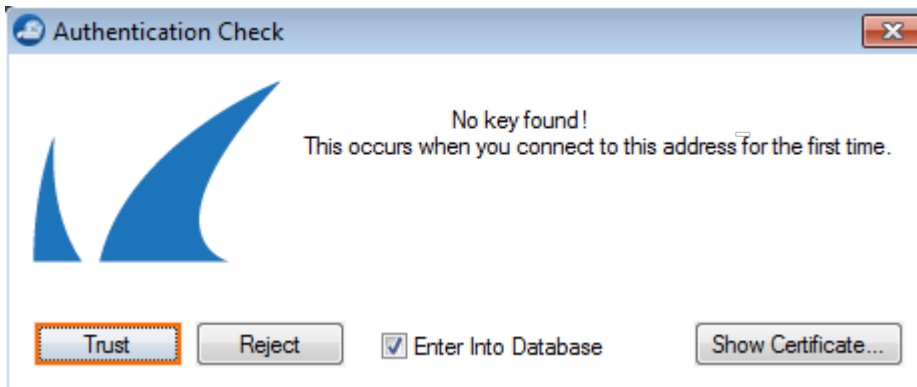 Authentication Check
No key found!
This occurs when you connect to this address for the first time.
Trust
Reject
Enter Into Database
Show Certificate...